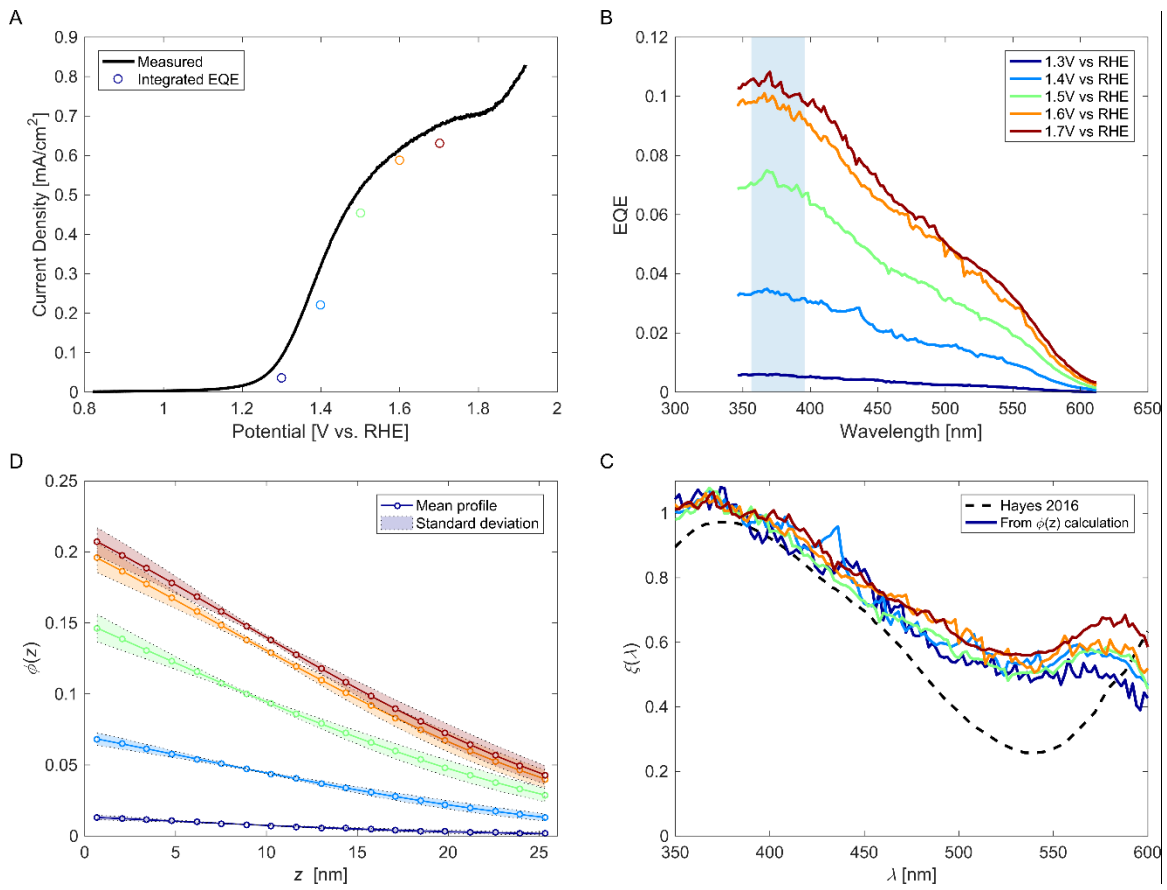 A
0.9
0.8
0.7
0.6
0.5
0.4
0.3
0.2
0.1
0
Current Density [mA/cm²]
Measured
Integrated EQE
0.8
1
1.2
1.4
1.6
1.8
2
Potential [V vs. RHE]
B
0.12
0.1
0.08
0.06
0.04
0.02
0
EQE
1.3V vs RHE
1.4V vs RHE
1.5V vs RHE
1.6V vs RHE
1.7V vs RHE
300
350
400
450
500
550
600
650
Wavelength [nm]
D
0.25
0.2
0.15
0.1
0.05
0
ϕ(z)
Mean profile
Standard deviation
0
5
10
15
20
25
z [nm]
C
1
0.8
0.6
0.4
0.2
0
ξ(λ)
Hayes 2016
From ϕ(z) calculation
350
400
450
500
550
600
λ [nm]